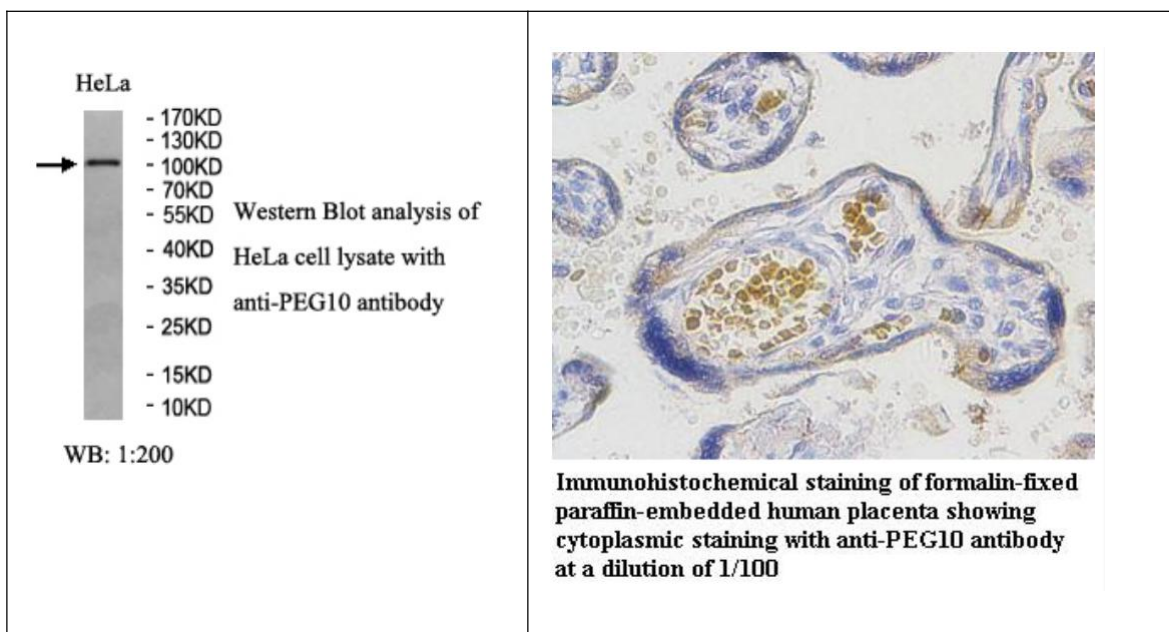 HeLa
- 170KD
- 130KD
- 100KD
- 70KD
- 55KD
- 40KD
- 35KD
- 25KD
- 15KD
- 10KD
Western Blot analysis of
HeLa cell lysate with
anti-PEG10 antibody
WB: 1:200
Immunohistochemical staining of formalin-fixed
paraffin-embedded human placenta showing
cytoplasmic staining with anti-PEG10 antibody
at a dilution of 1/100